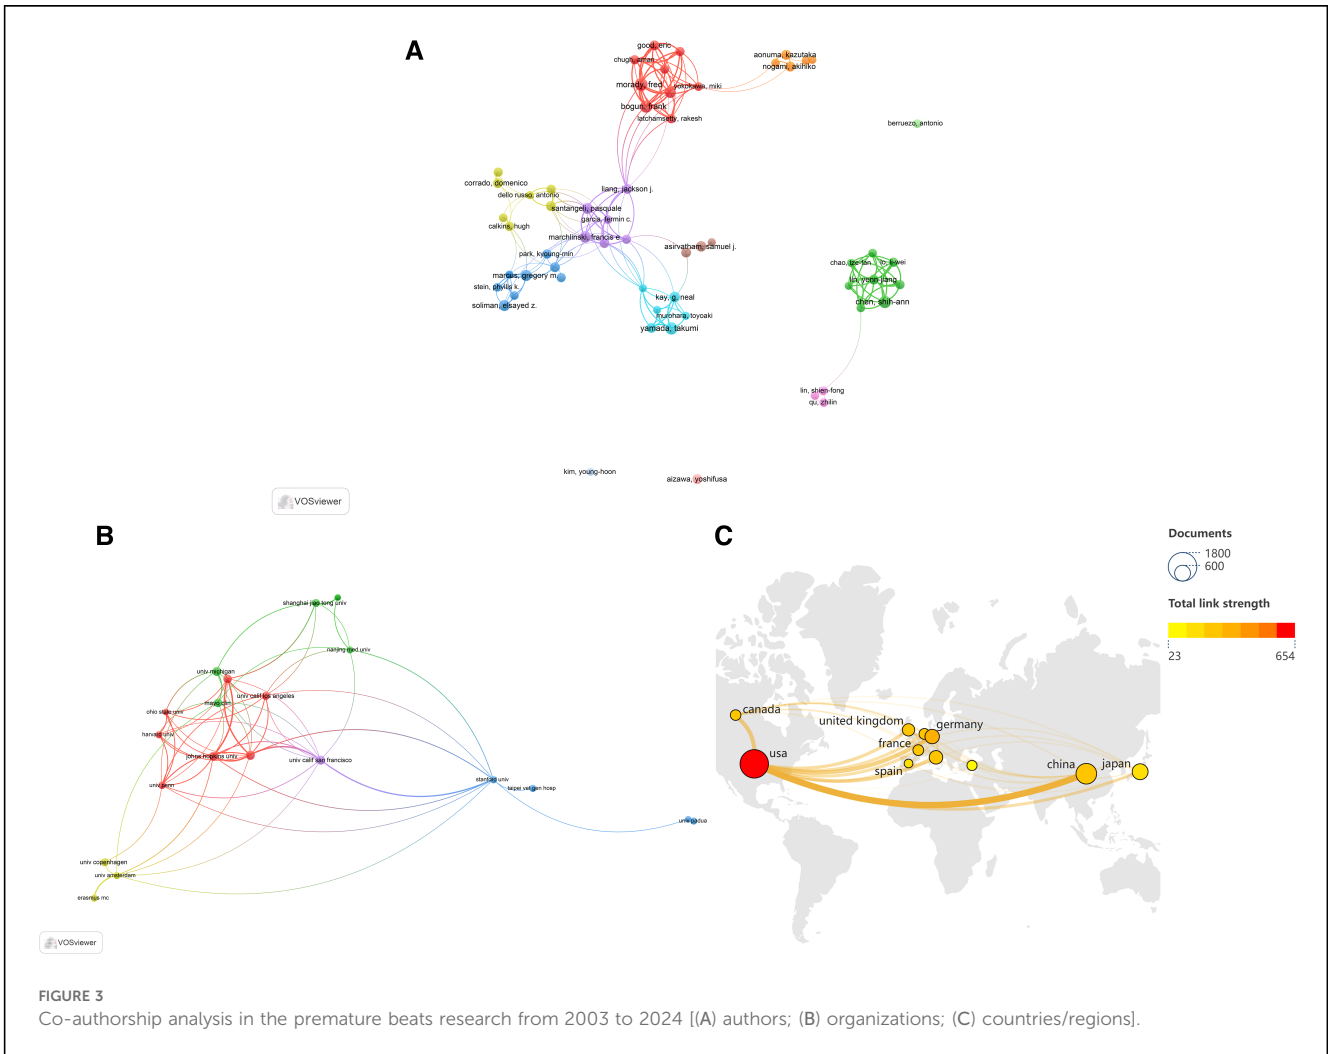 A
good, eric
chugh, aman
morady, fred
yokokawa, miki
bogun, frank
latchamsetty, rakesh
aonuma, kazutaka
nogami, akihiko
berruezo, antonio
corrado, domenico
dello russo, antonio
liang, jackson j.
santangeli, pasquale
garcia, fermin c.
calkins, hugh
marchlinski, francis e.
asirvatham, samuel j.
park, kyoung-min
marcus, gregory m.
stein, phyllis k.
soliman, elsayed z.
kay, g. neal
murohara, toyoaki
yamada, takumi
chao, tze-fan
lo, li-wei
lin, yenn-jiang
chen, shih-ann
lin, shien-fong
qu, zhilin
kim, young-hoon
aizawa, yoshifusa
VOSviewer
B
shanghai jiao tong univ
nanjing med univ
univ michigan
univ calif los angeles
mayo clin
ohio state univ
harvard univ
johns hopkins univ
univ calif san francisco
univ penn
stanford univ
taipei vet gen hosp
univ padua
univ copenhagen
univ amsterdam
erasmus mc
VOSviewer
C
Documents
1800
600
Total link strength
23
654
canada
usa
united kingdom
germany
france
spain
china
japan
FIGURE 3
Co-authorship analysis in the premature beats research from 2003 to 2024 [(A) authors; (B) organizations; (C) countries/regions].